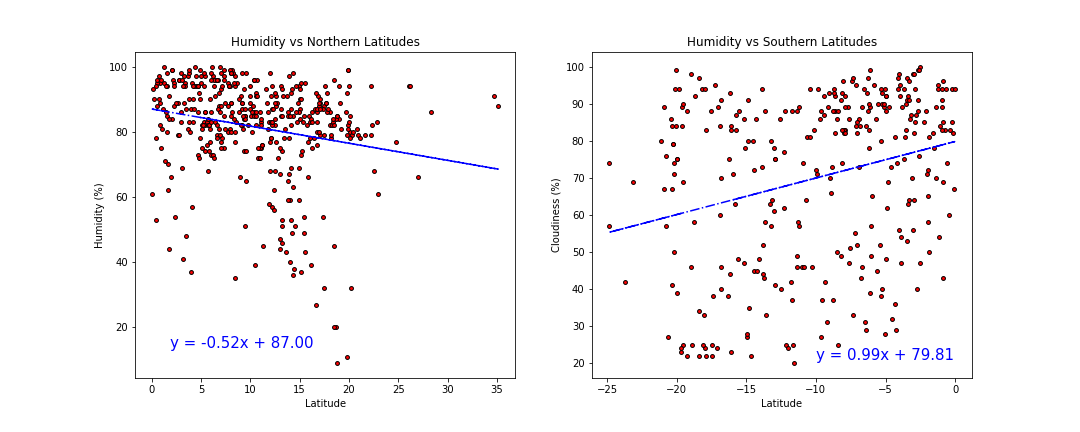 Humidity vs Northern Latitudes
Humidity (%)
100
80
60
40
20
y = -0.52x + 87.00
0 5 10 15 20 25 30 35
Latitude
Humidity vs Southern Latitudes
Cloudiness (%)
100
90
80
70
60
50
40
30
20
y = 0.99x + 79.81
−25 −20 −15 −10 −5 0
Latitude